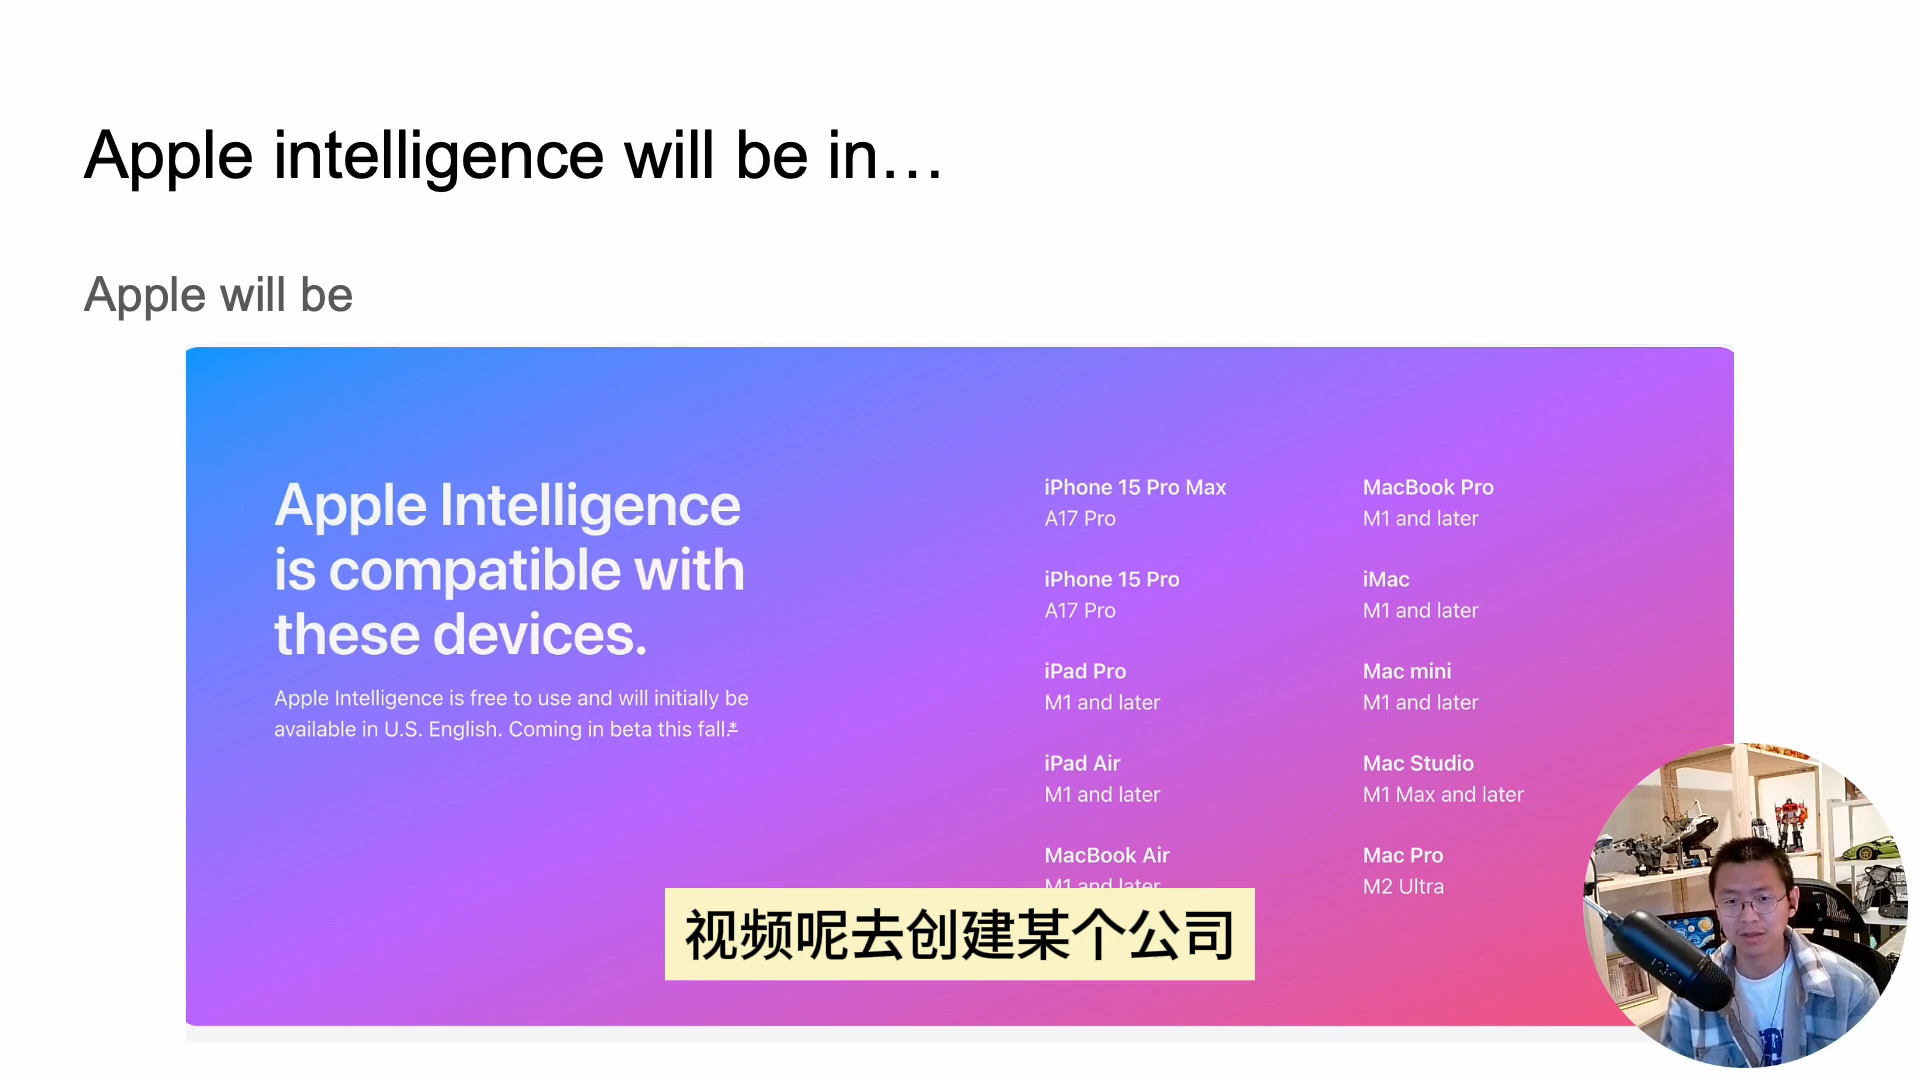 Apple intelligence will be in…
Apple will be
Apple Intelligence
is compatible with
these devices.
Apple Intelligence is free to use and will initially be
available in U.S. English. Coming in beta this fall.*
iPhone 15 Pro Max
A17 Pro
iPhone 15 Pro
A17 Pro
iPad Pro
M1 and later
iPad Air
M1 and later
MacBook Air
M1 and later
MacBook Pro
M1 and later
iMac
M1 and later
Mac mini
M1 and later
Mac Studio
M1 Max and later
Mac Pro
M2 Ultra
视频呢去创建某个公司